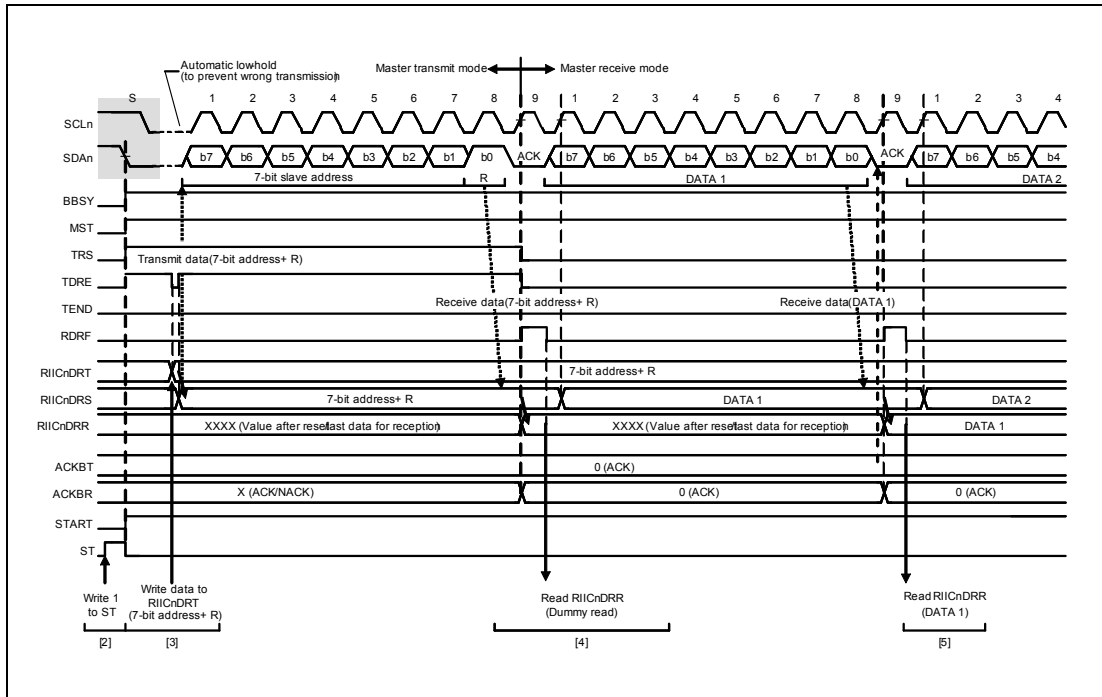 Automatic lowhold
(to prevent wrong transmission)
Master transmit mode
Master receive mode
S
1 2 3 4 5 6 7 8 9 1 2 3 4 5 6 7 8 9 1 2 3 4
SCLn
SDAn
b7 b6 b5 b4 b3 b2 b1 b0 ACK b7 b6 b5 b4 b3 b2 b1 b0 ACK b7 b6 b5 b4
7-bit slave address
R
DATA 1
DATA 2
BBSY
MST
TRS
Transmit data(7-bit address+ R)
TDRE
TEND
Receive data(7-bit address+ R)
Receive data(DATA 1)
RDRF
RIICnDRT
7-bit address+ R
RIICnDRS
7-bit address+ R
DATA 1
DATA 2
RIICnDRR
XXXX (Value after reset/last data for reception)
XXXX (Value after reset/last data for reception)
DATA 1
ACKBT
0 (ACK)
ACKBR
X (ACK/NACK)
0 (ACK)
0 (ACK)
START
ST
Write 1
to ST
Write data to
RIICnDRT
(7-bit address+ R)
Read RIICnDRR
(Dummy read)
Read RIICnDRR
(DATA 1)
[2]
[3]
[4]
[5]